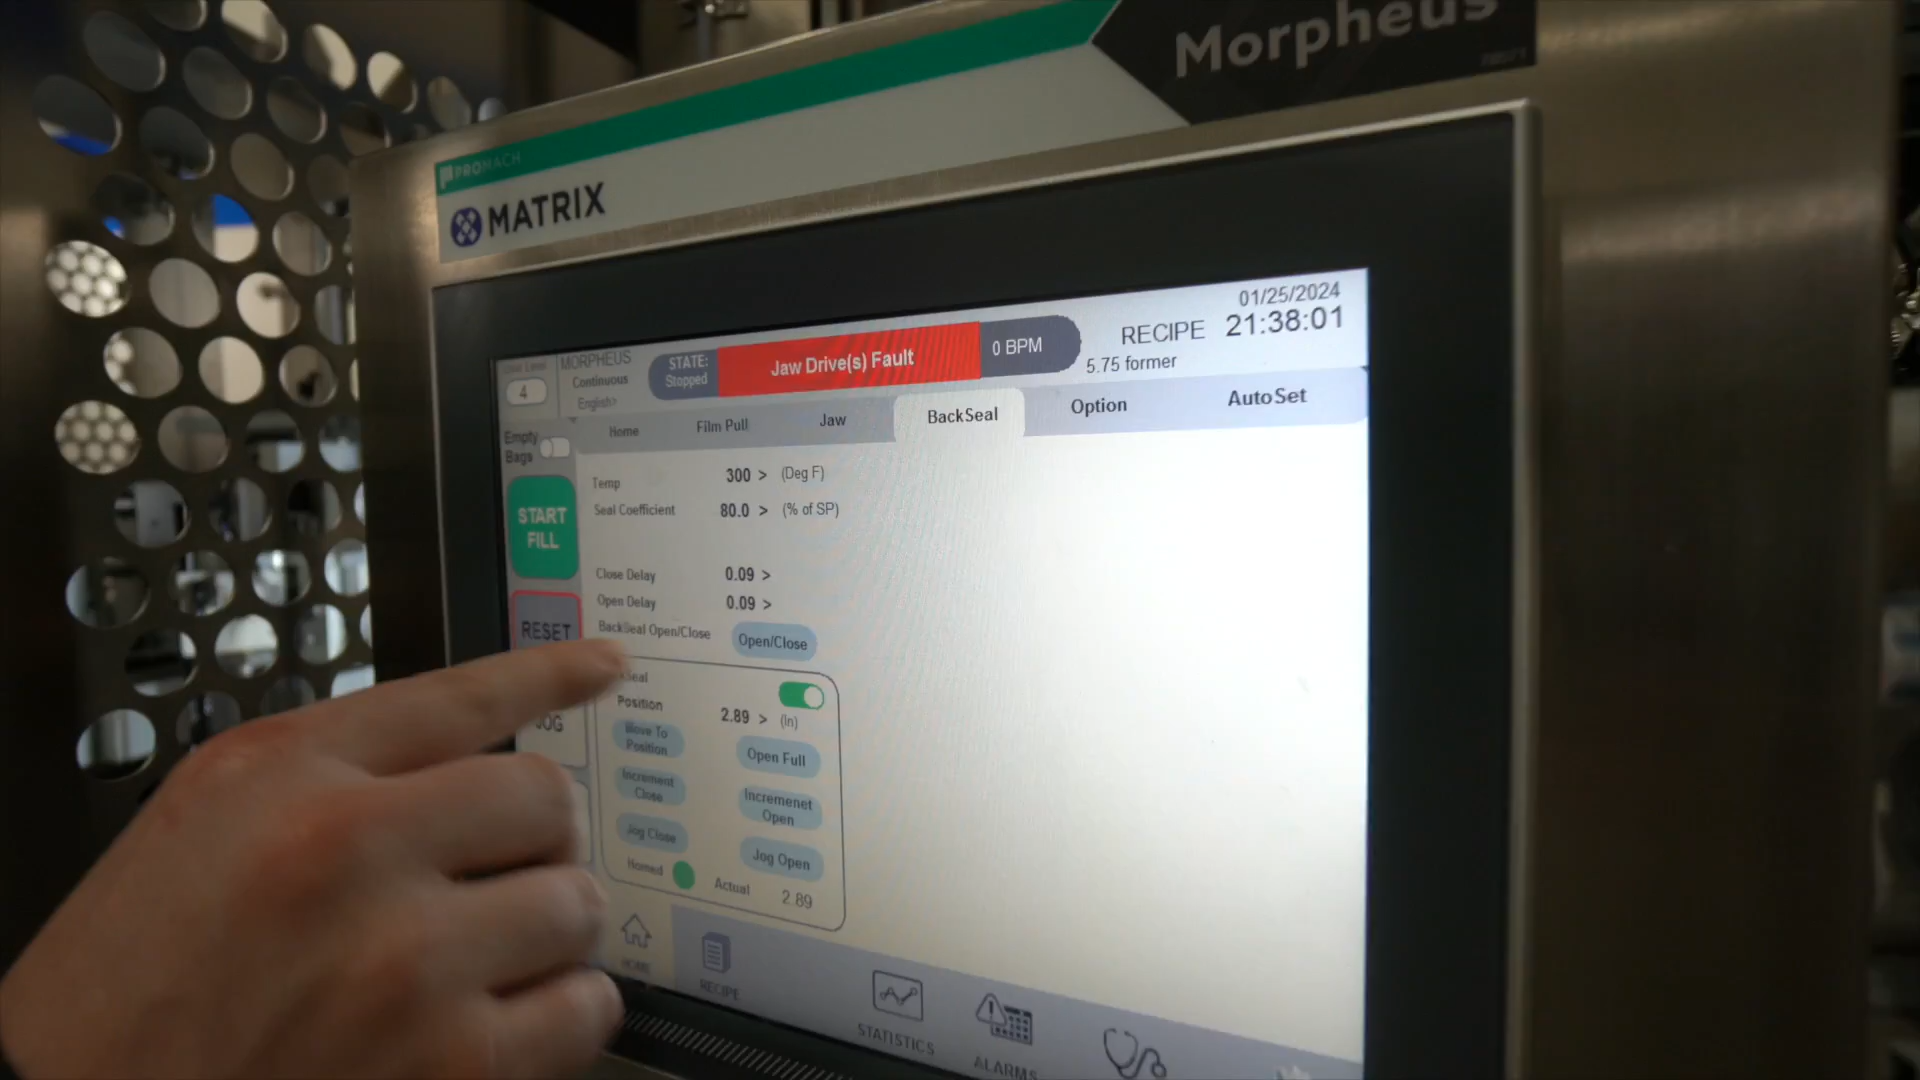 Morpheus
PROMACH
MATRIX
01/25/2024
RECIPE 21:38:01
5.75 former
MORPHEUS
Continuous
English>
4
STATE:
Stopped
Jaw Drive(s) Fault
0 BPM
Home
Film Pull
Jaw
BackSeal
Option
AutoSet
Empty
Bags
START
FILL
RESET
JOG
Temp 300 > (Deg F)
Seal Coefficient 80.0 > (% of SP)
Close Delay 0.09 >
Open Delay 0.09 >
BackSeal Open/Close Open/Close
Position 2.89 > (In)
Move To
Position
Open Full
Increment
Close
Incremenet
Open
Jog Close
Jog Open
Homed
Actual 2.89
HOME
RECIPE
STATISTICS
ALARMS